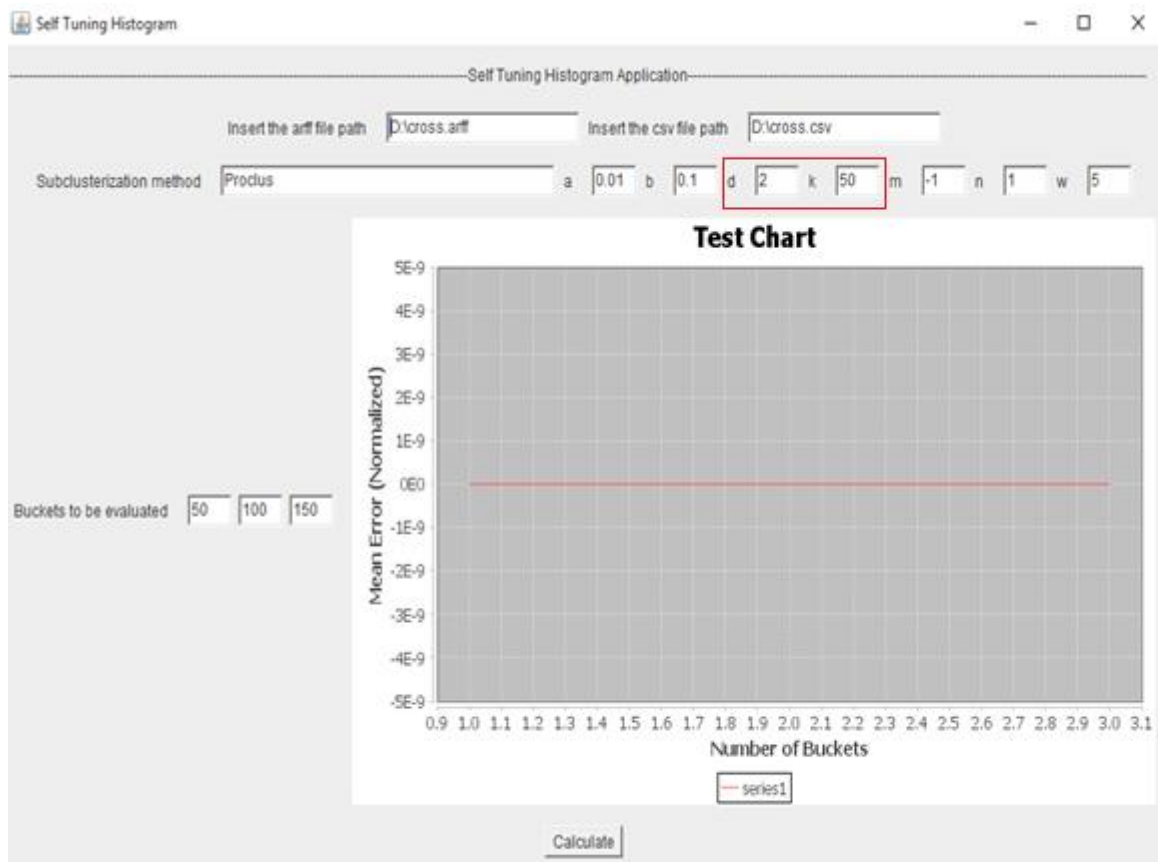 Self Tuning Histogram
Self Tuning Histogram Application
Insert the arff file path D:\cross.arff Insert the csv file path D:\cross.csv
Subclusterization method Proclus a 0.01 b 0.1 d 2 k 50 m -1 n 1 w 5
Test Chart
5E-9
4E-9
3E-9
2E-9
1E-9
0E0
-1E-9
-2E-9
-3E-9
-4E-9
-5E-9
Mean Error (Normalized)
Buckets to be evaluated 50 100 150
0.9 1.0 1.1 1.2 1.3 1.4 1.5 1.6 1.7 1.8 1.9 2.0 2.1 2.2 2.3 2.4 2.5 2.6 2.7 2.8 2.9 3.0 3.1
Number of Buckets
series1
Calculate